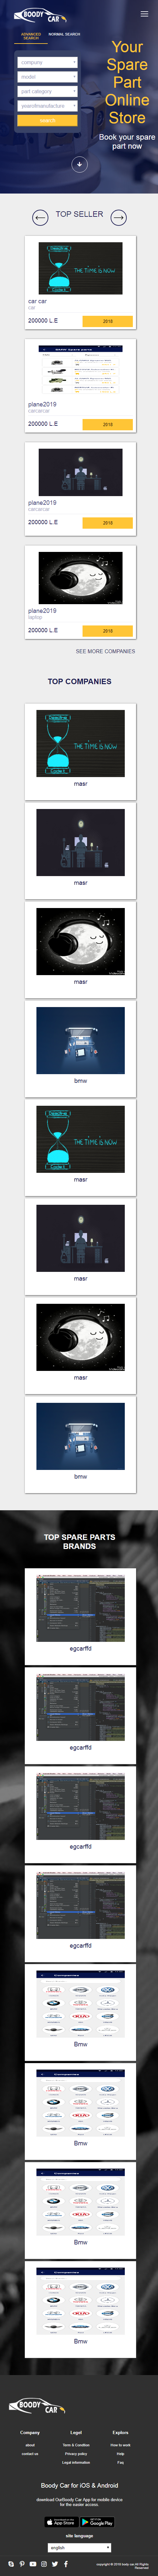 BOODY
CAR
ADVANCED SEARCH
NORMAL SEARCH
company
model
part category
yearofmanufacture
search
Your
Spare
Part
Online
Store
Book your spare
part now
TOP SELLER
THE TIME IS NOW
car car
car
200000 L.E
2018
plane2019
carcarcar
200000 L.E
2018
plane2019
carcarcar
200000 L.E
2018
plane2019
laptop
200000 L.E
2018
SEE MORE COMPANIES
TOP COMPANIES
THE TIME IS NOW
masr
masr
masr
bmw
THE TIME IS NOW
masr
masr
masr
bmw
TOP SPARE PARTS
BRANDS
egcarffd
egcarffd
egcarffd
egcarffd
Bmw
Bmw
Bmw
Bmw
BOODY
CAR
Company
Legal
Explore
about
Term & Condition
How to work
contact us
Privacy policy
Help
Legal information
Faq
Boody Car for iOS & Android
download OurBoody Car App for mobile device
for the easier access.
App Store
Google Play
site language
english
copyright © 2018 body car.All Rights
Reserved